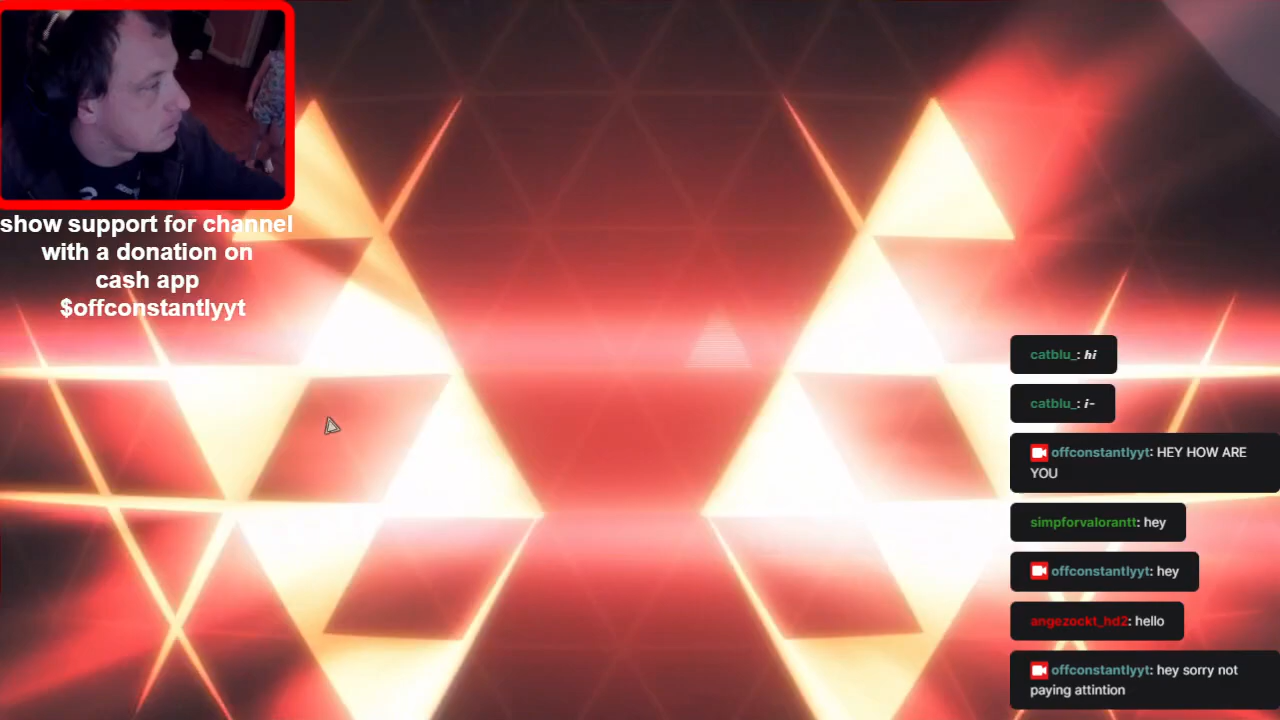 show support for channel
with a donation on
cash app
$offconstantlyyt
catblu_: hi
catblu_: i-
offconstantlyyt: HEY HOW ARE
YOU
simpforvalorantt: hey
offconstantlyyt: hey
angezockt_hd2: hello
offconstantlyyt: hey sorry not
paying attintion